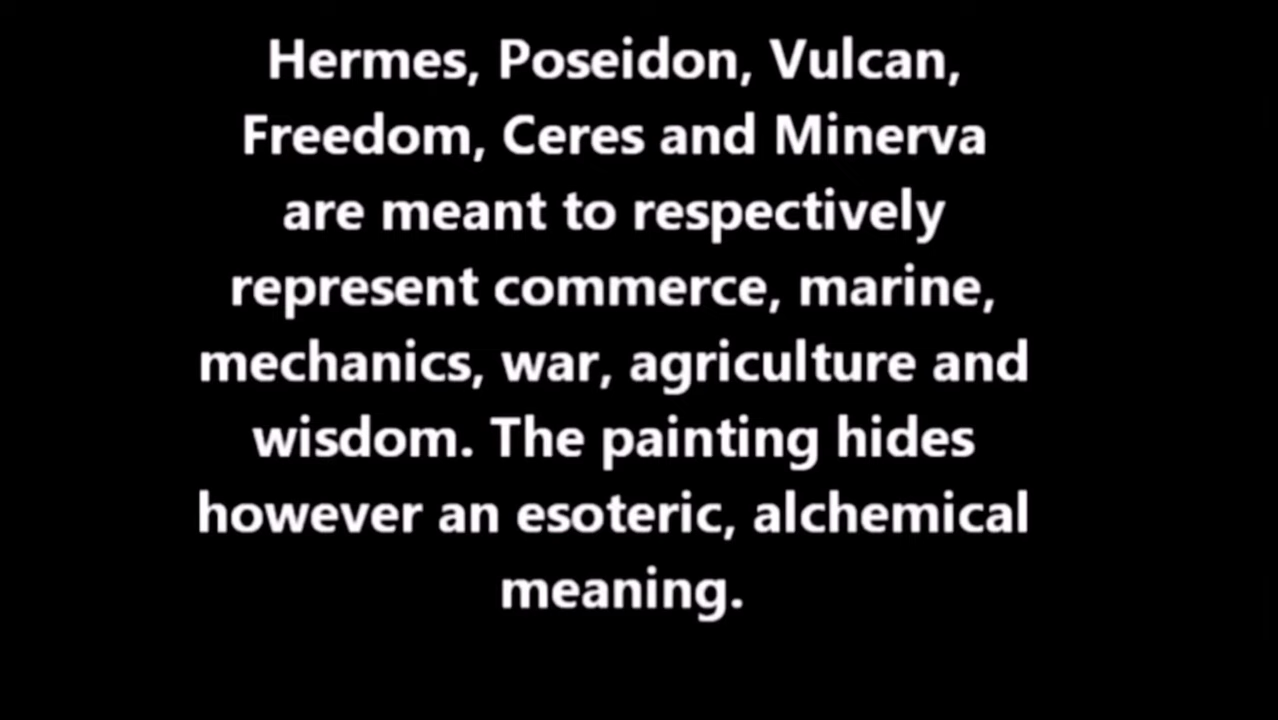 Hermes, Poseidon, Vulcan,
Freedom, Ceres and Minerva
are meant to respectively
represent commerce, marine,
mechanics, war, agriculture and
wisdom. The painting hides
however an esoteric, alchemical
meaning.